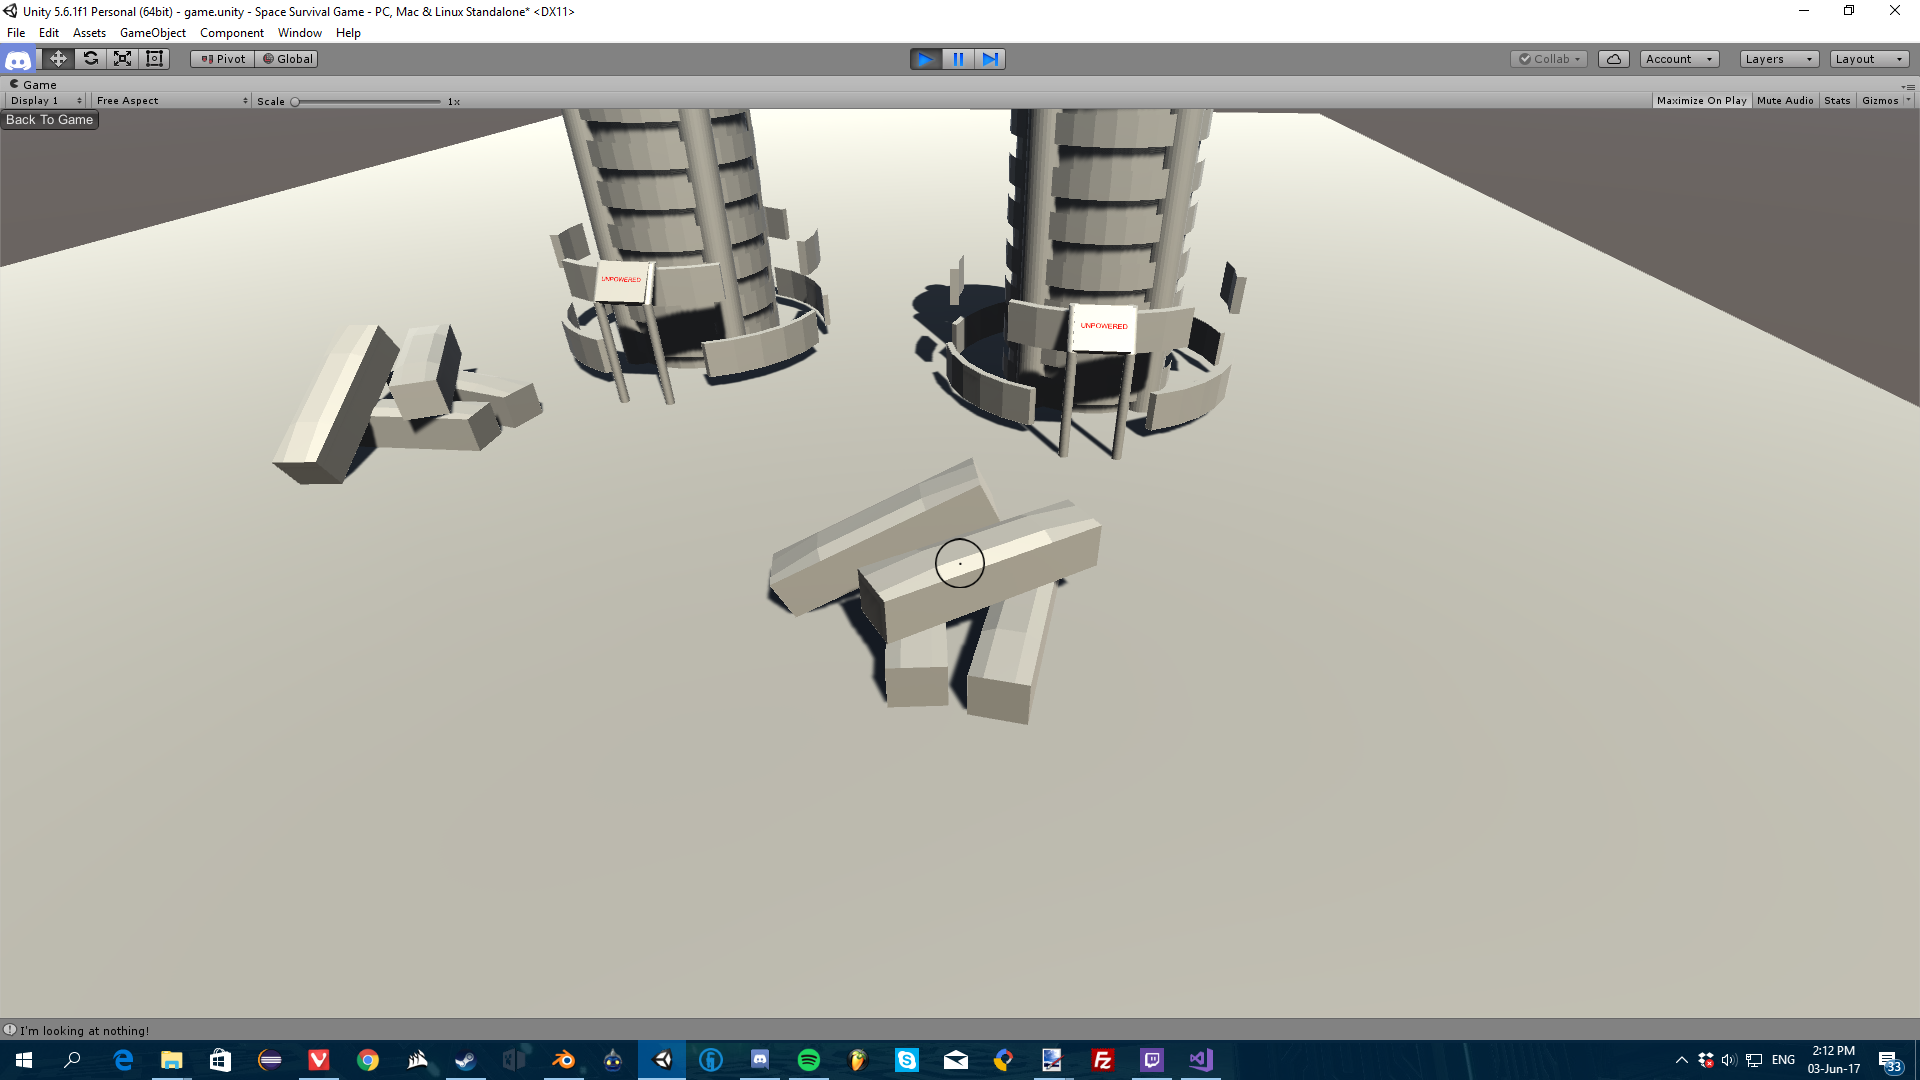 Unity 5.6.1f1 Personal (64bit) - game.unity - Space Survival Game - PC, Mac & Linux Standalone* <DX11>
File Edit Assets GameObject Component Window Help
Pivot Global Collab Account Layers Layout
Game
Display 1 Free Aspect Scale 1x Maximize On Play Mute Audio Stats Gizmos
Back To Game
UNPOWERED
UNPOWERED
I'm looking at nothing!
ENG
2:12 PM
03-Jun-17
33